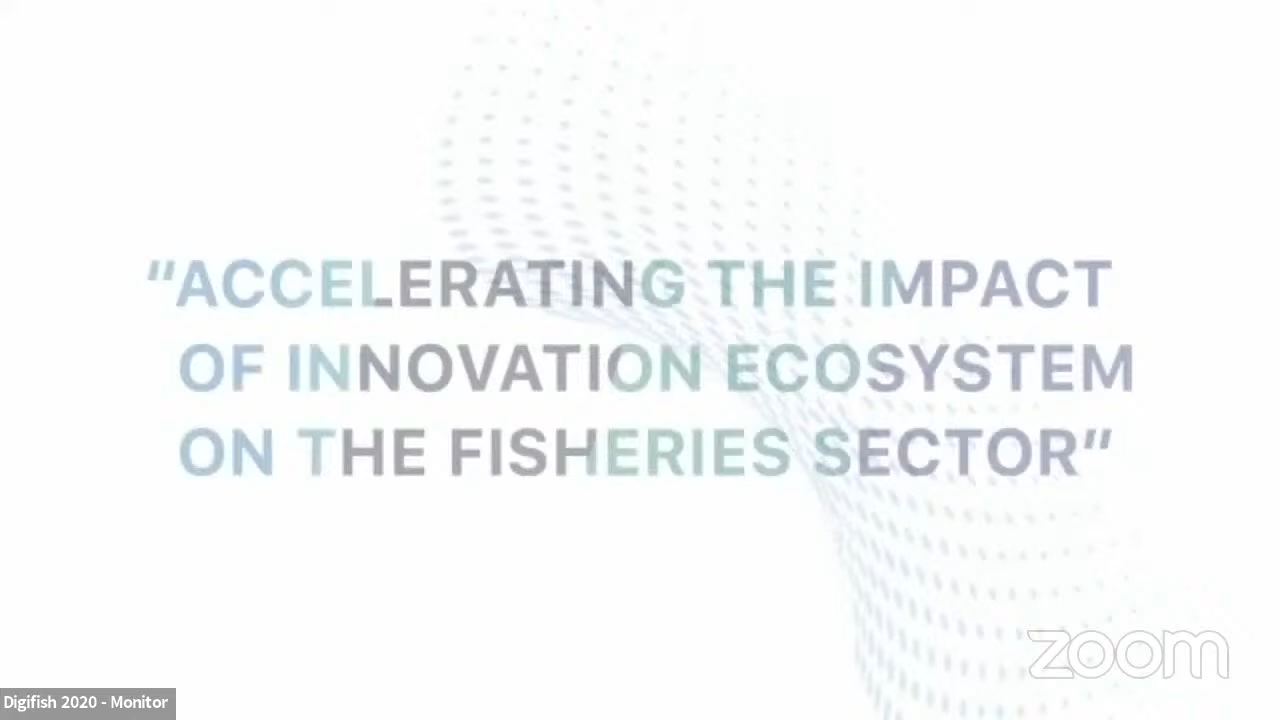 “ACCELERATING THE IMPACT
OF INNOVATION ECOSYSTEM
ON THE FISHERIES SECTOR”
zoom
Digifish 2020 - Monitor